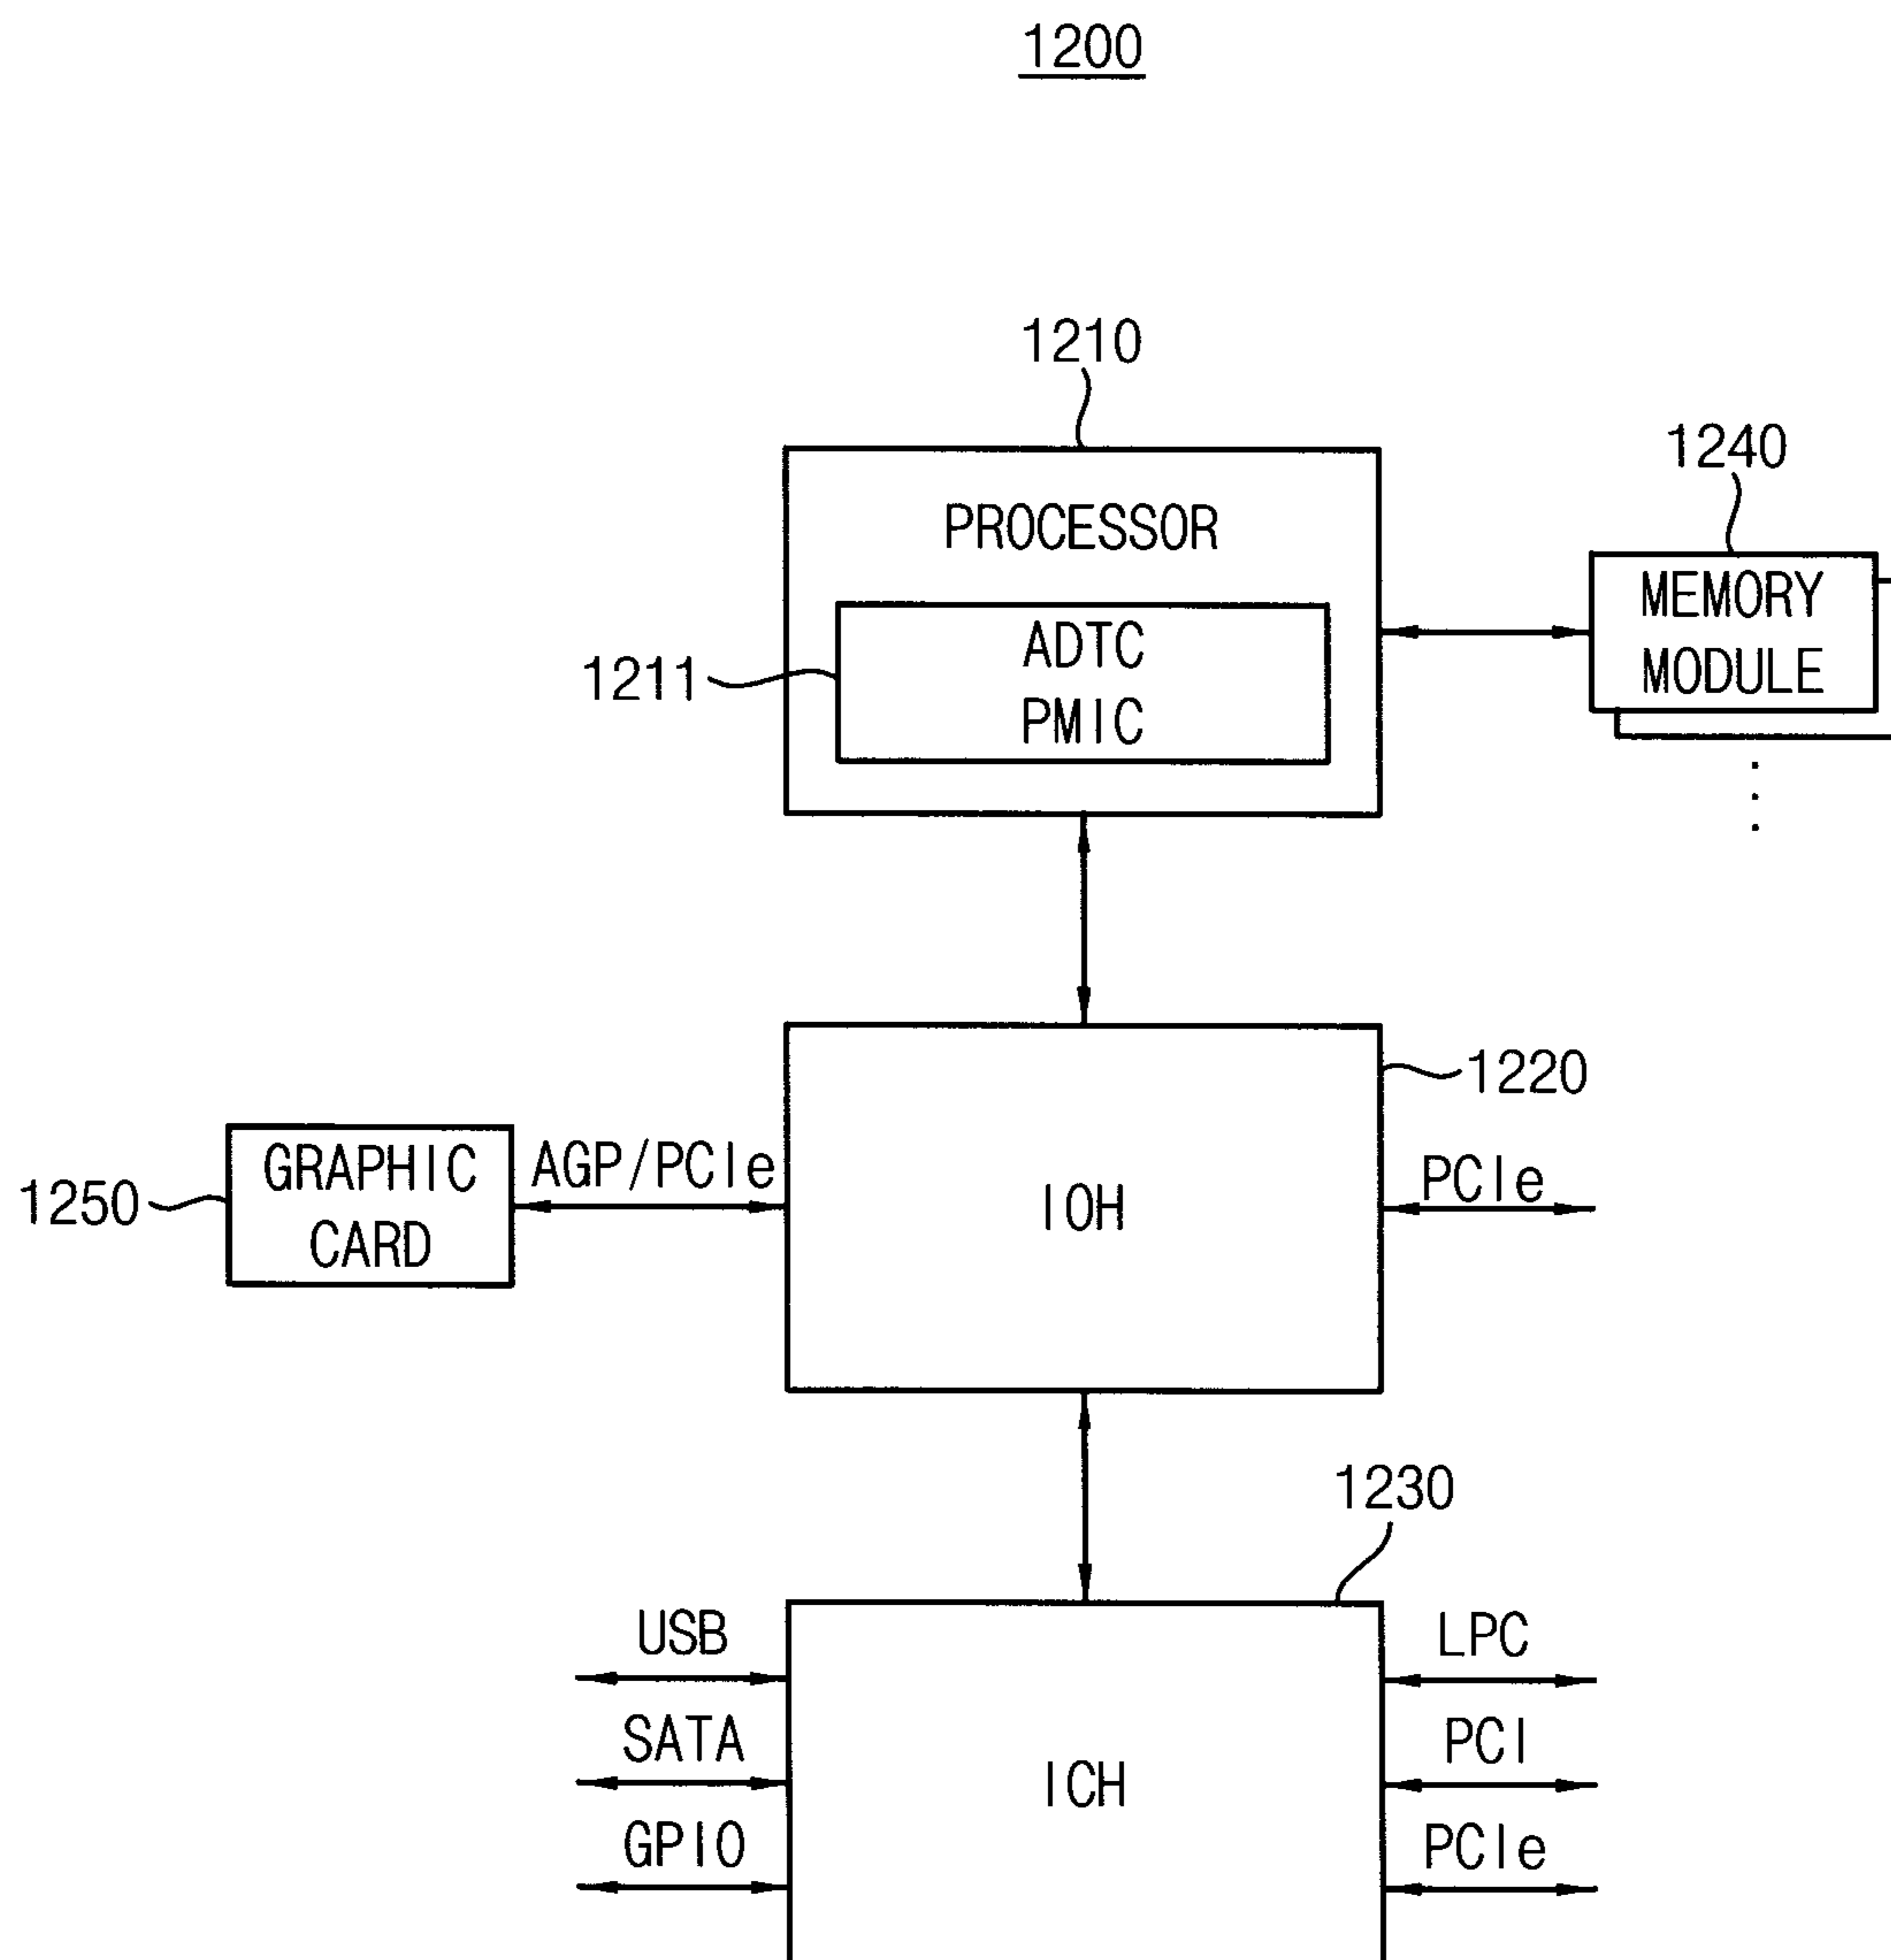 1200
1210
1240
PROCESSOR
MEMORY
MODULE
1211
ADTC
PMIC
1220
1250
GRAPHIC
CARD
AGP/PCIe
IOH
PCIe
1230
USB
LPC
SATA
PCI
ICH
GPIO
PCIe